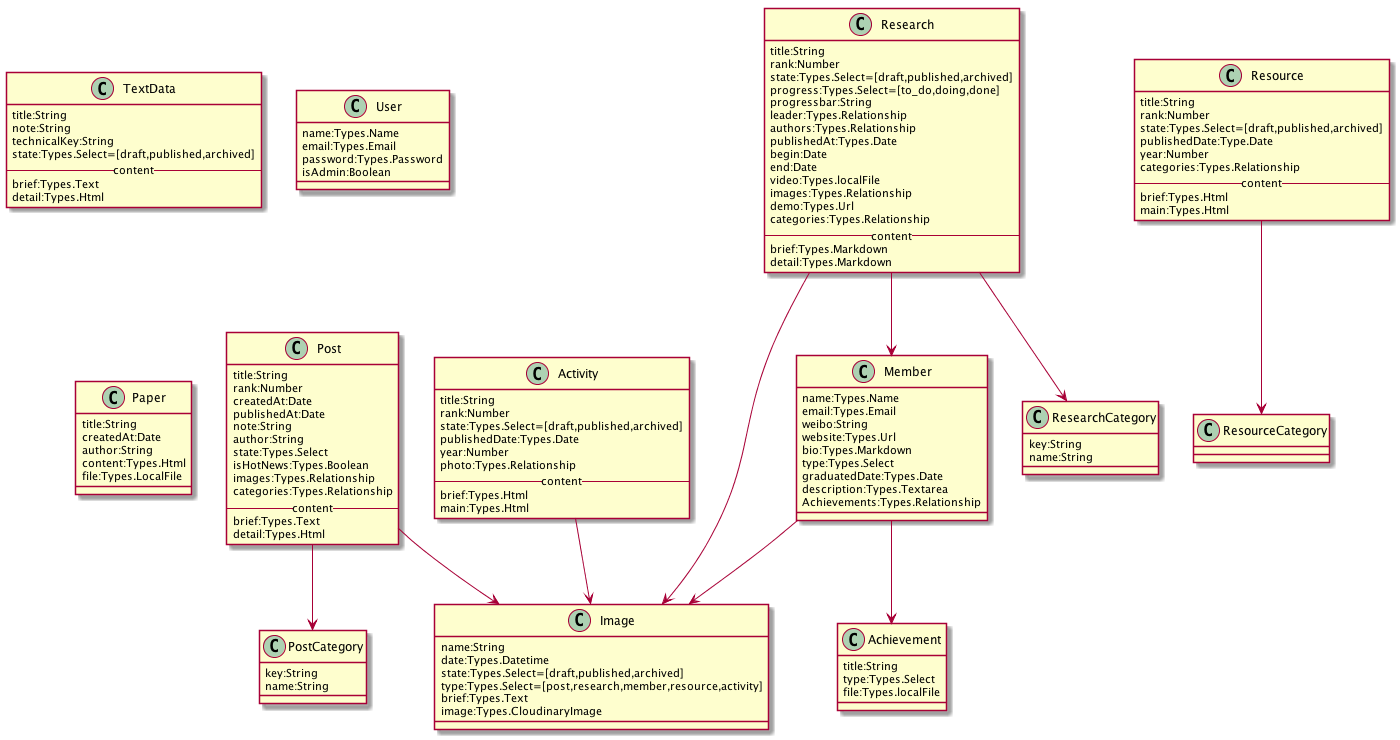 C Research
title:String
rank:Number
state:Types.Select=[draft,published,archived]
progress:Types.Select=[to_do,doing,done]
progressbar:String
leader:Types.Relationship
authors:Types.Relationship
publishedAt:Types.Date
begin:Date
end:Date
video:Types.localFile
images:Types.Relationship
demo:Types.Url
categories:Types.Relationship
content
brief:Types.Markdown
detail:Types.Markdown
C TextData
title:String
note:String
technicalKey:String
state:Types.Select=[draft,published,archived]
content
brief:Types.Text
detail:Types.Html
C User
name:Types.Name
email:Types.Email
password:Types.Password
isAdmin:Boolean
C Resource
title:String
rank:Number
state:Types.Select=[draft,published,archived]
publishedDate:Type.Date
year:Number
categories:Types.Relationship
content
brief:Types.Html
main:Types.Html
C Paper
title:String
createdAt:Date
author:String
content:Types.Html
file:Types.LocalFile
C Post
title:String
rank:Number
createdAt:Date
publishedAt:Date
note:String
author:String
state:Types.Select
isHotNews:Types.Boolean
images:Types.Relationship
categories:Types.Relationship
content
brief:Types.Text
detail:Types.Html
C Activity
title:String
rank:Number
state:Types.Select=[draft,published,archived]
publishedDate:Types.Date
year:Number
photo:Types.Relationship
content
brief:Types.Html
main:Types.Html
C Member
name:Types.Name
email:Types.Email
weibo:String
website:Types.Url
bio:Types.Markdown
type:Types.Select
graduatedDate:Types.Date
description:Types.Textarea
Achievements:Types.Relationship
C ResearchCategory
key:String
name:String
C ResourceCategory
C PostCategory
key:String
name:String
C Image
name:String
date:Types.Datetime
state:Types.Select=[draft,published,archived]
type:Types.Select=[post,research,member,resource,activity]
brief:Types.Text
image:Types.CloudinaryImage
C Achievement
title:String
type:Types.Select
file:Types.localFile